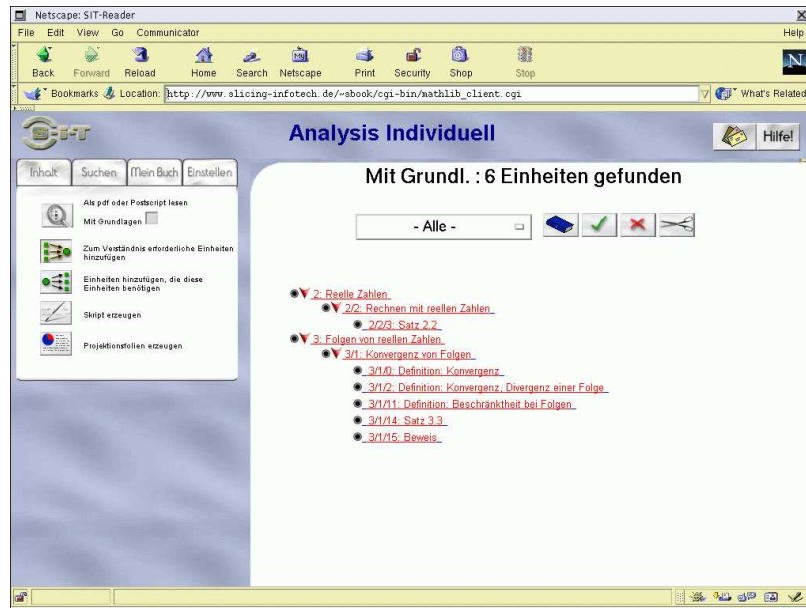 Netscape: SIT-Reader
File Edit View Go Communicator Help
Back Forward Reload Home Search Netscape Print Security Shop Stop
Bookmarks Location: http://www.slicing-infotech.de/~sbook/cgi-bin/mathlib_client.cgi What's Related
S-I-T Analysis Individuell Hilfe!
Inhalt Suchen Mein Buch Einstellen
Mit Grundl. : 6 Einheiten gefunden
Als pdf oder Postscript lesen
Mit Grundlagen
- Alle -
Zum Verständnis erforderliche Einheiten
hinzufügen
Einheiten hinzufügen, die diese
Einheiten benötigen
Skript erzeugen
Projektionsfolien erzeugen
2: Reelle Zahlen
2/2: Rechnen mit reellen Zahlen
2/2/3: Satz 2.2
3: Folgen von reellen Zahlen
3/1: Konvergenz von Folgen
3/1/0: Definition: Konvergenz
3/1/2: Definition: Konvergenz, Divergenz einer Folge
3/1/11: Definition: Beschränktheit bei Folgen
3/1/14: Satz 3.3
3/1/15: Beweis